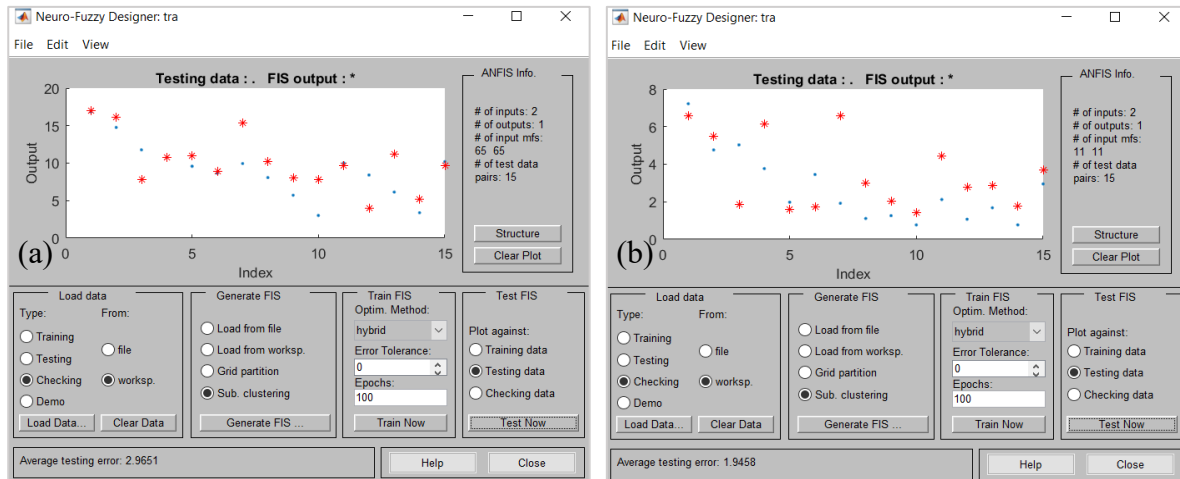 Neuro-Fuzzy Designer: tra
File Edit View
Testing data : . FIS output : *
20
15
10
5
0
Output
0 5 10 15
Index
(a)
ANFIS Info.
# of inputs: 2
# of outputs: 1
# of input mfs:
65 65
# of test data
pairs: 15
Structure
Clear Plot
Load data
Type: From:
Training
Testing
Checking
Demo
file
worksp.
Load Data... Clear Data
Generate FIS
Load from file
Load from worksp.
Grid partition
Sub. clustering
Generate FIS ...
Train FIS
Optim. Method:
hybrid
Error Tolerance:
0
Epochs:
100
Train Now
Test FIS
Plot against:
Training data
Testing data
Checking data
Test Now
Average testing error: 2.9651
Help Close
Neuro-Fuzzy Designer: tra
File Edit View
Testing data : . FIS output : *
8
6
4
2
0
Output
0 5 10 15
Index
(b)
ANFIS Info.
# of inputs: 2
# of outputs: 1
# of input mfs:
11 11
# of test data
pairs: 15
Structure
Clear Plot
Load data
Type: From:
Training
Testing
Checking
Demo
file
worksp.
Load Data... Clear Data
Generate FIS
Load from file
Load from worksp.
Grid partition
Sub. clustering
Generate FIS ...
Train FIS
Optim. Method:
hybrid
Error Tolerance:
0
Epochs:
100
Train Now
Test FIS
Plot against:
Training data
Testing data
Checking data
Test Now
Average testing error: 1.9458
Help Close